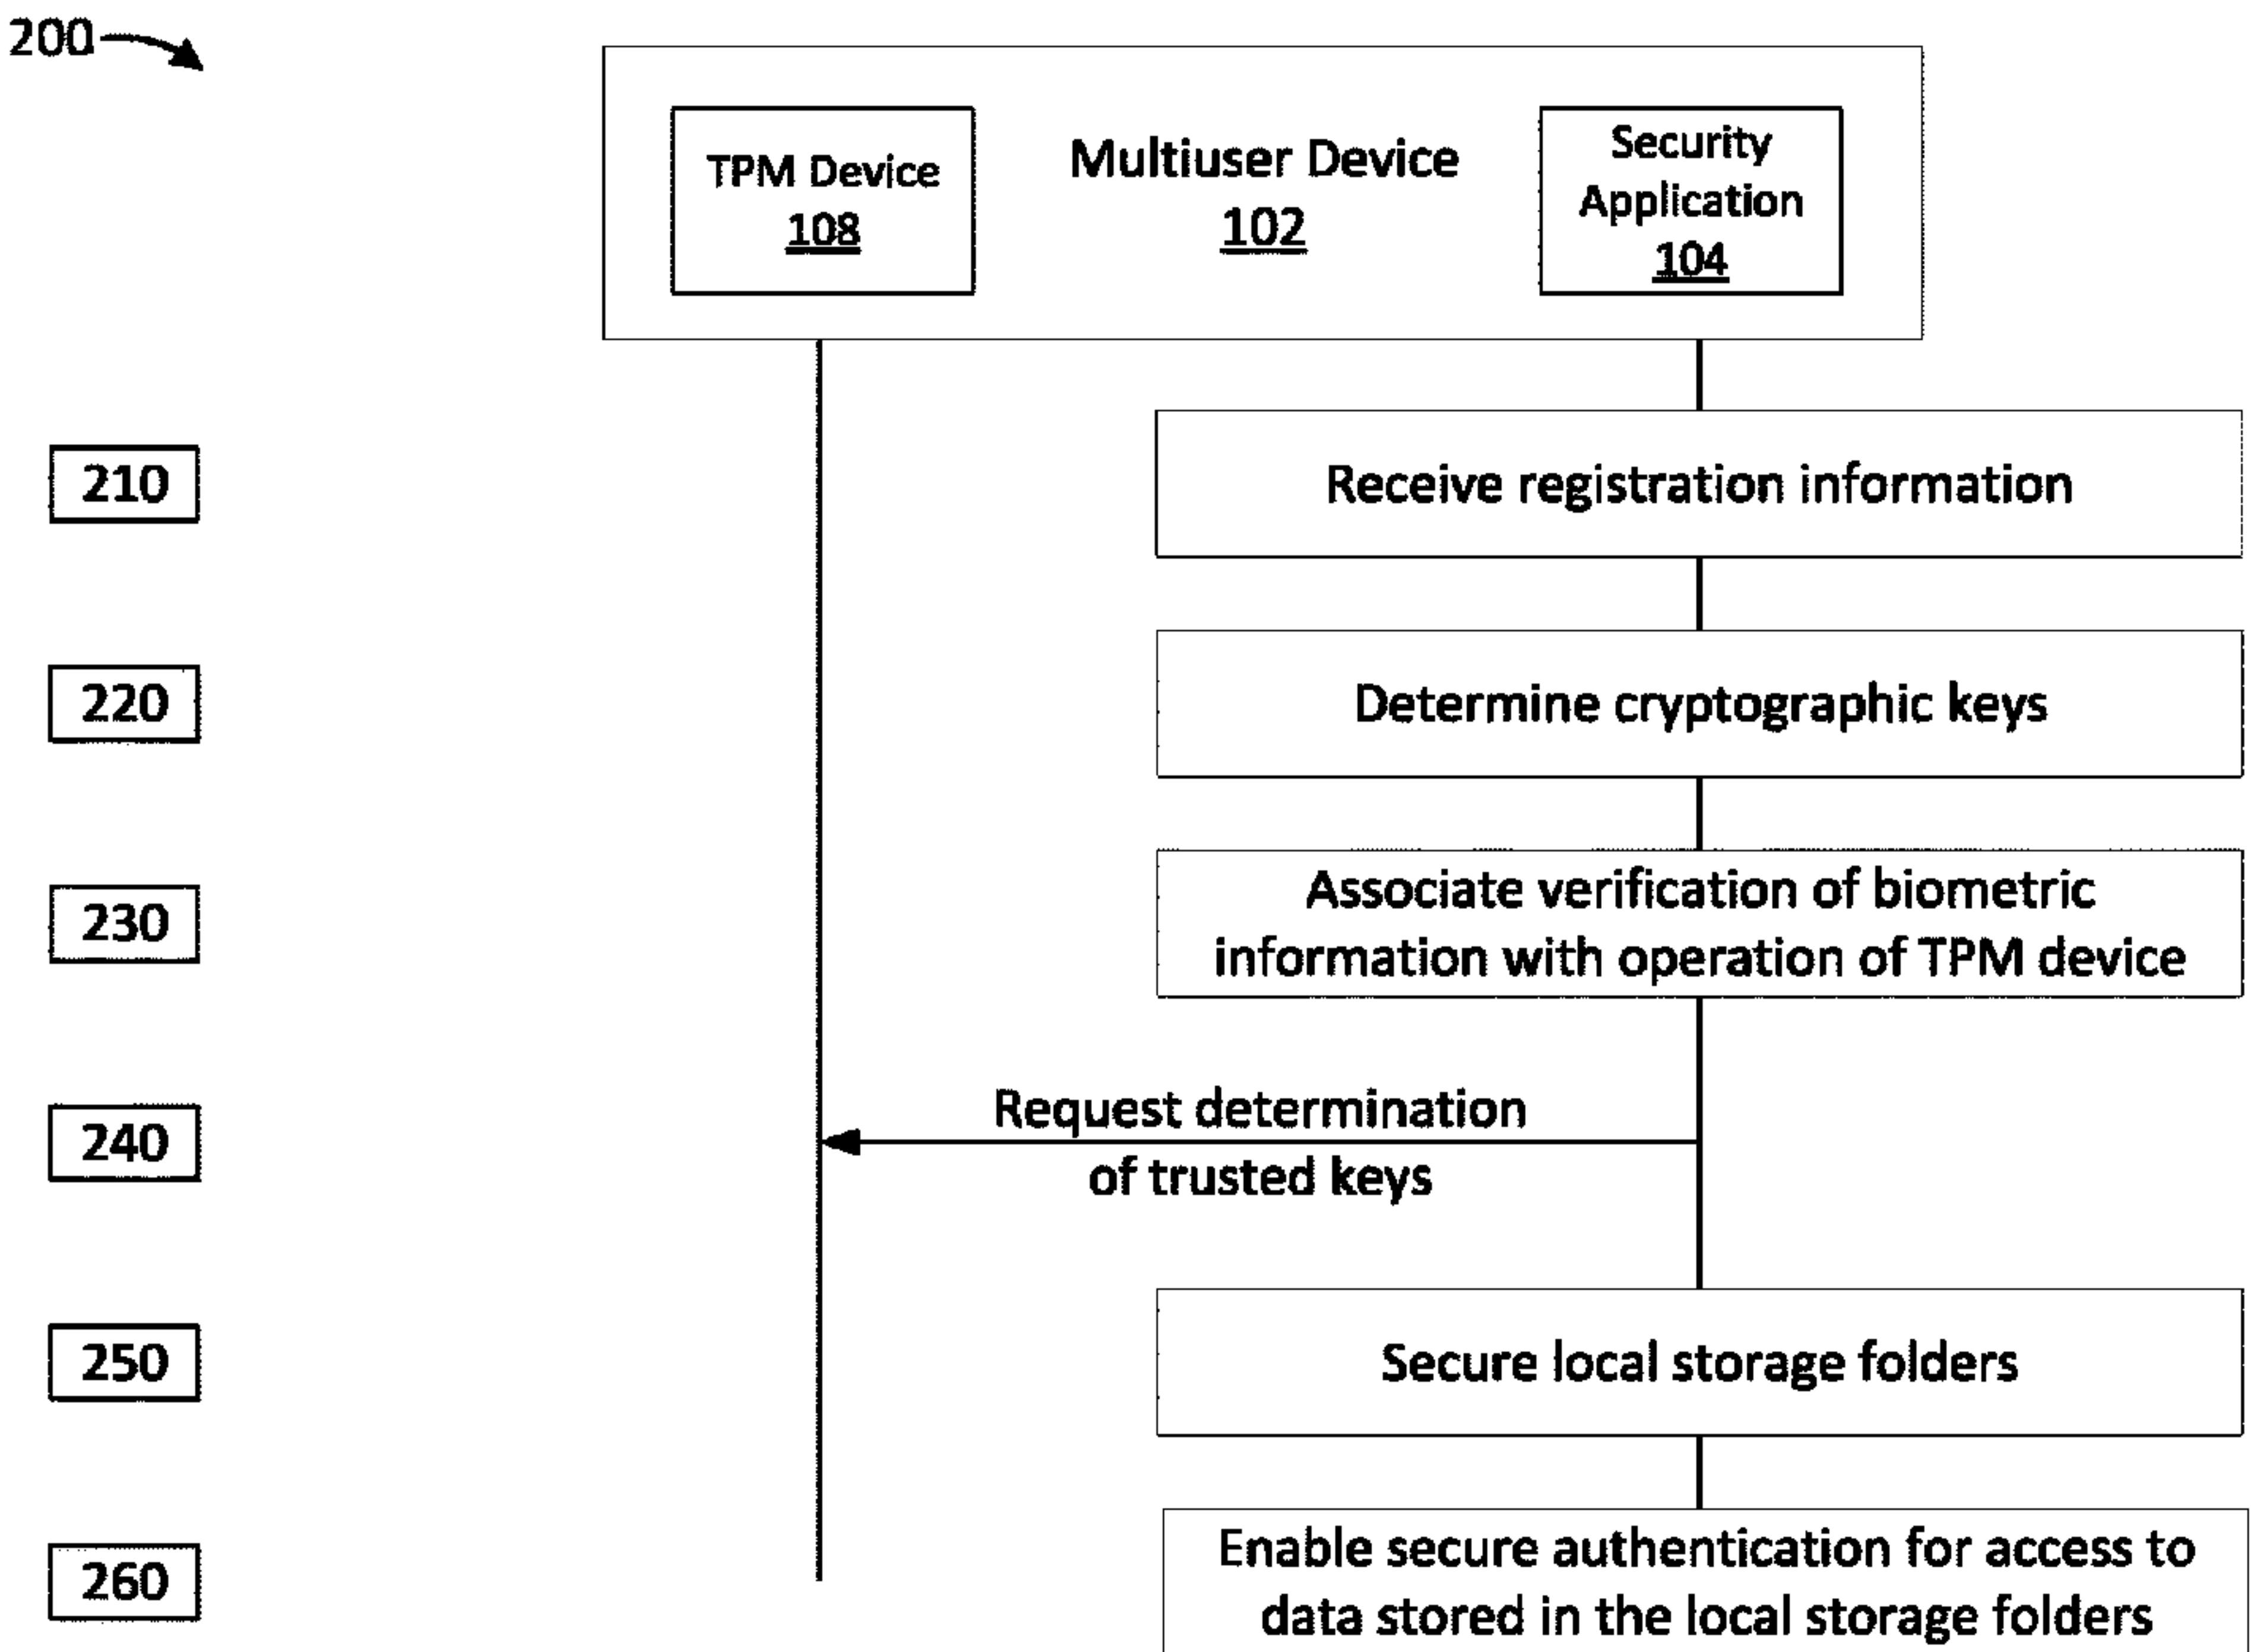 200
TPM Device
108
Multiuser Device
102
Security
Application
104
210
Receive registration information
220
Determine cryptographic keys
230
Associate verification of biometric
information with operation of TPM device
240
Request determination
of trusted keys
250
Secure local storage folders
260
Enable secure authentication for access to
data stored in the local storage folders